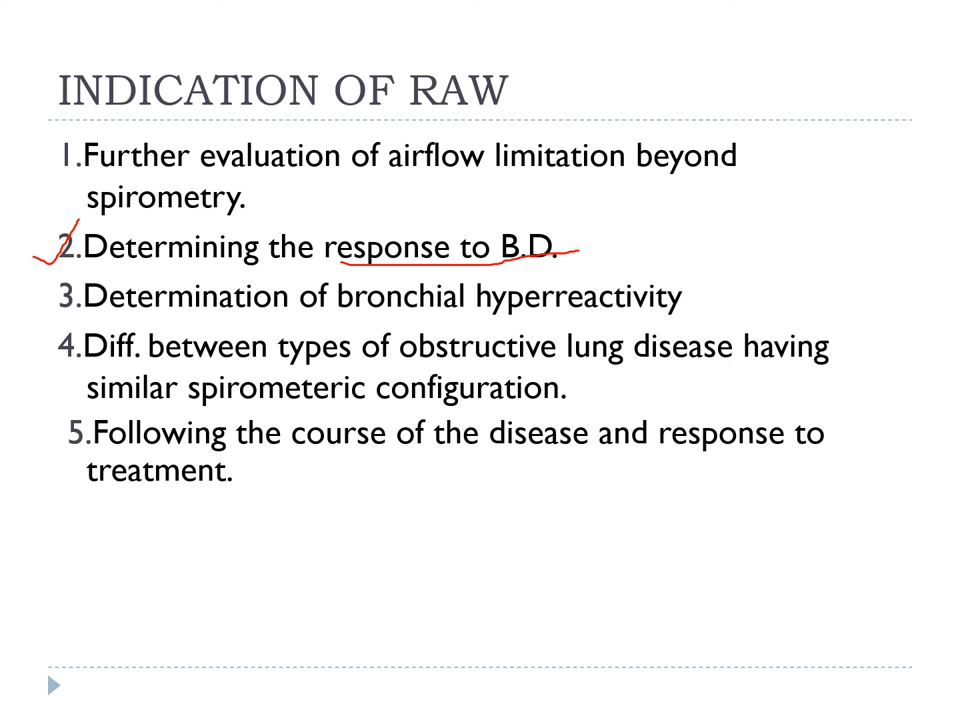 INDICATION OF RAW
1.Further evaluation of airflow limitation beyond
spirometry.
2.Determining the response to B.D.
3.Determination of bronchial hyperreactivity
4.Diff. between types of obstructive lung disease having
similar spirometeric configuration.
5.Following the course of the disease and response to
treatment.